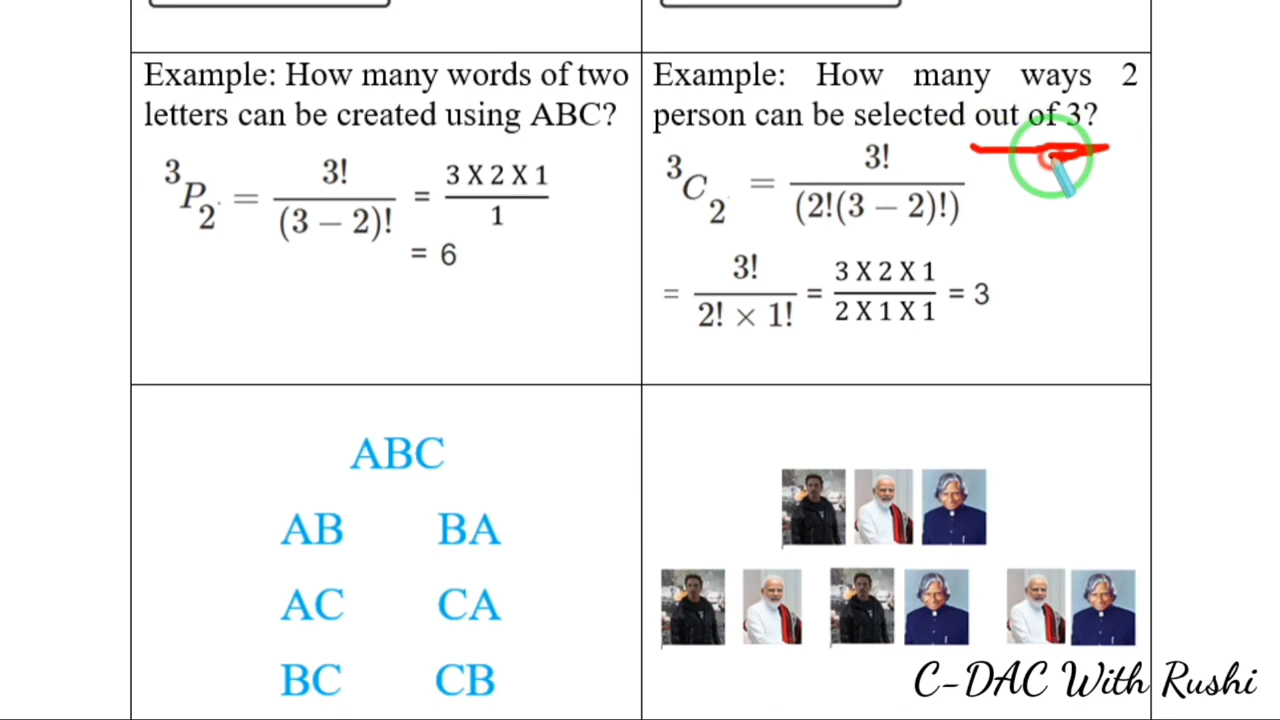 Example: How many words of two
letters can be created using ABC?
³P₂ = 3! / (3 − 2)! = 3 X 2 X 1 / 1
= 6
Example: How many ways 2
person can be selected out of 3?
³C₂ = 3! / (2!(3 − 2)!)
= 3! / 2! × 1! = 3 X 2 X 1 / 2 X 1 X 1 = 3
ABC
AB BA
AC CA
BC CB
C-DAC With Rushi